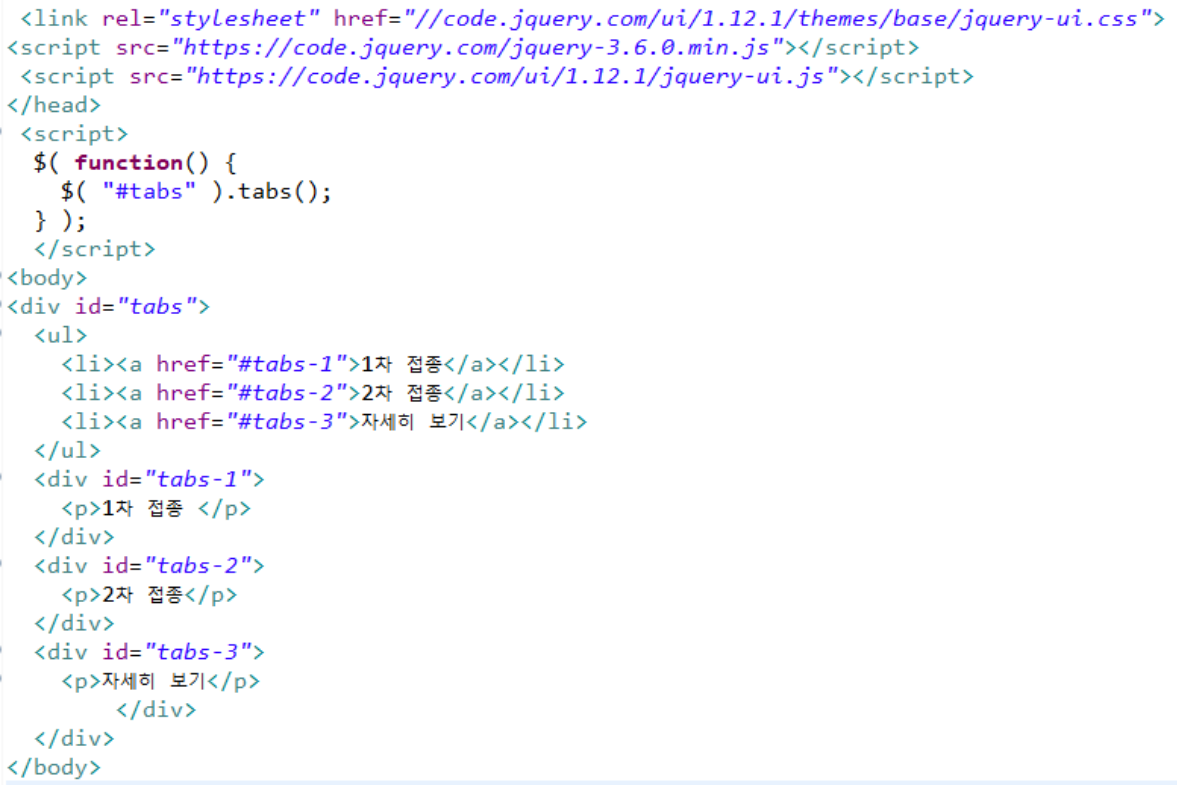 <link rel="stylesheet" href="//code.jquery.com/ui/1.12.1/themes/base/jquery-ui.css">
<script src="https://code.jquery.com/jquery-3.6.0.min.js"></script>
<script src="https://code.jquery.com/ui/1.12.1/jquery-ui.js"></script>
</head>
<script>
$( function() {
$( "#tabs" ).tabs();
} );
</script>
<body>
<div id="tabs">
<ul>
<li><a href="#tabs-1">1차 접종</a></li>
<li><a href="#tabs-2">2차 접종</a></li>
<li><a href="#tabs-3">자세히 보기</a></li>
</ul>
<div id="tabs-1">
<p>1차 접종 </p>
</div>
<div id="tabs-2">
<p>2차 접종</p>
</div>
<div id="tabs-3">
<p>자세히 보기</p>
</div>
</div>
</body>